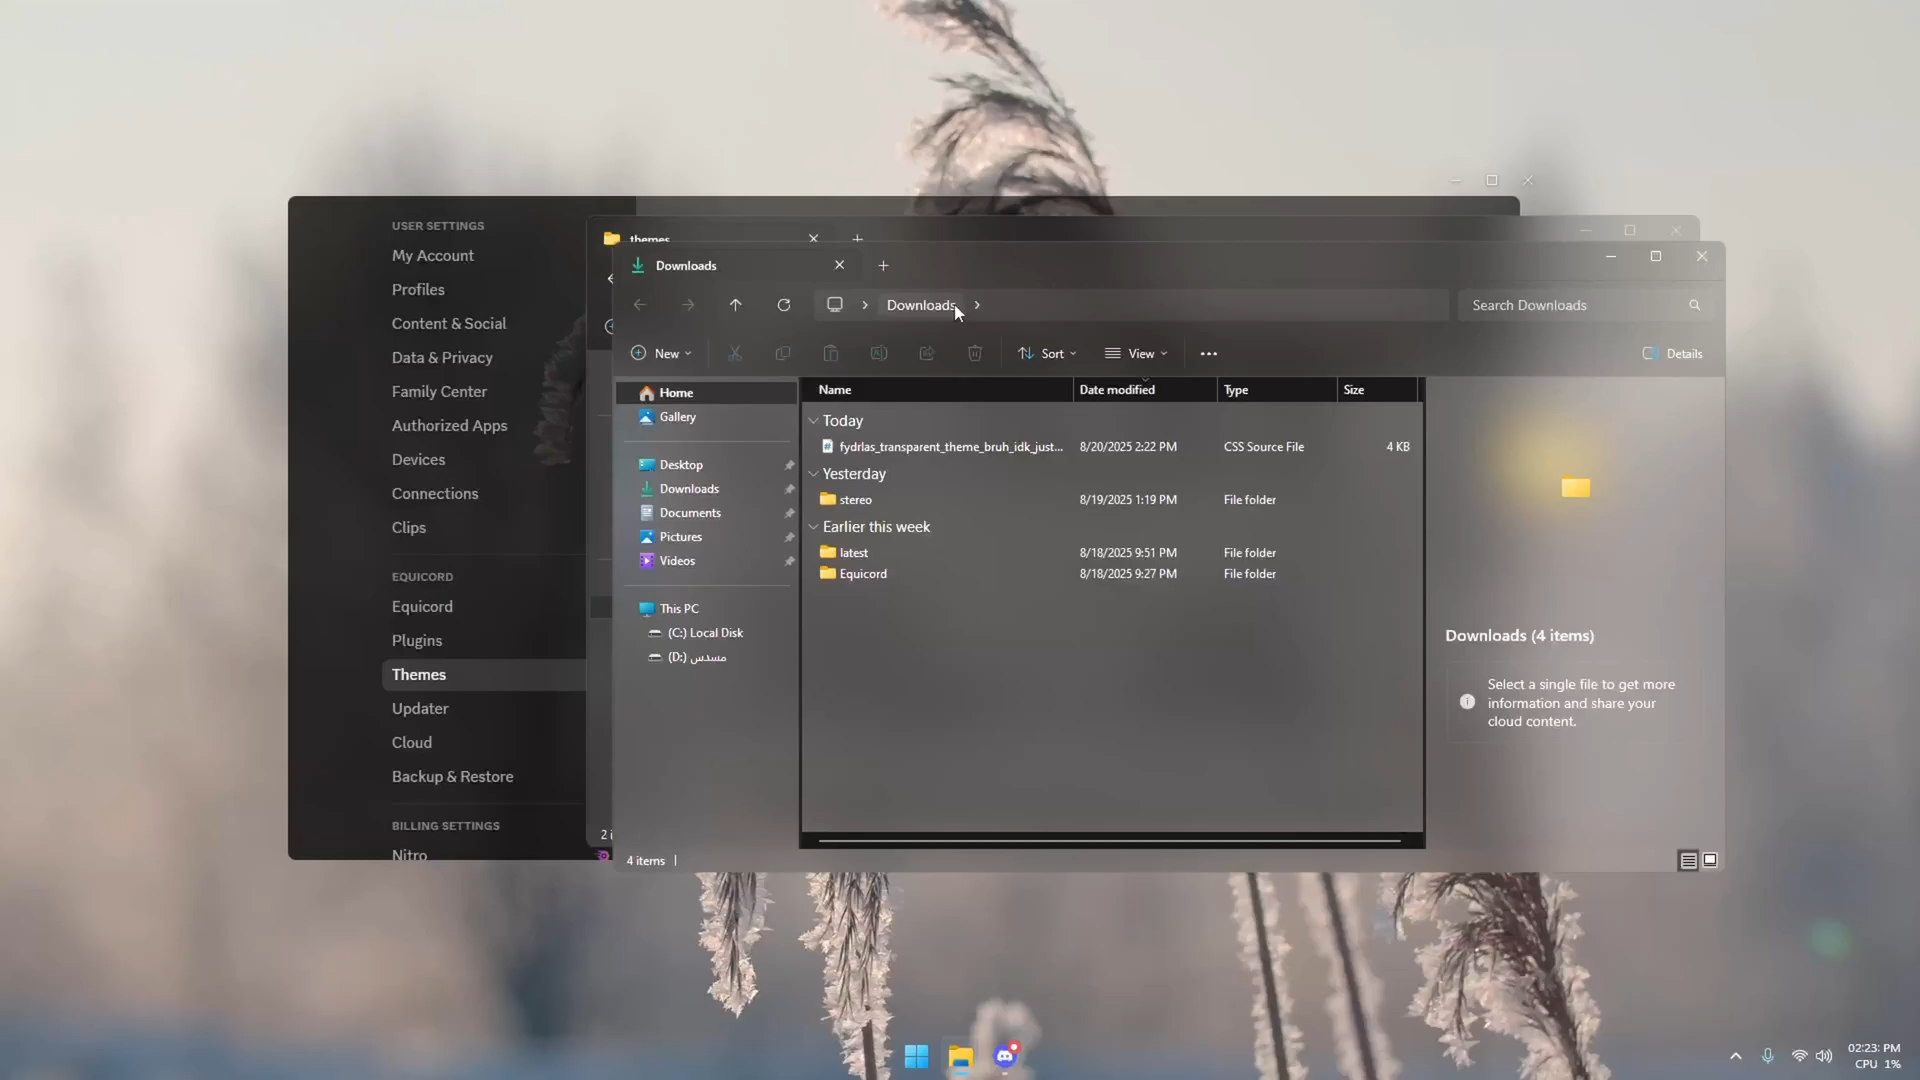 USER SETTINGS
My Account
Profiles
Content & Social
Data & Privacy
Family Center
Authorized Apps
Devices
Connections
Clips
EQUICORD
Equicord
Plugins
Themes
Updater
Cloud
Backup & Restore
BILLING SETTINGS
Nitro
themes
Downloads
Downloads
Search Downloads
New
Sort
View
Details
Home
Gallery
Desktop
Downloads
Documents
Pictures
Videos
This PC
(C:) Local Disk
(D:) مسدس
Name Date modified Type Size
Today
fydrlas_transparent_theme_bruh_idk_just... 8/20/2025 2:22 PM CSS Source File 4 KB
Yesterday
stereo 8/19/2025 1:19 PM File folder
Earlier this week
latest 8/18/2025 9:51 PM File folder
Equicord 8/18/2025 9:27 PM File folder
Downloads (4 items)
Select a single file to get more
information and share your
cloud content.
4 items
02:23: PM
CPU 1%